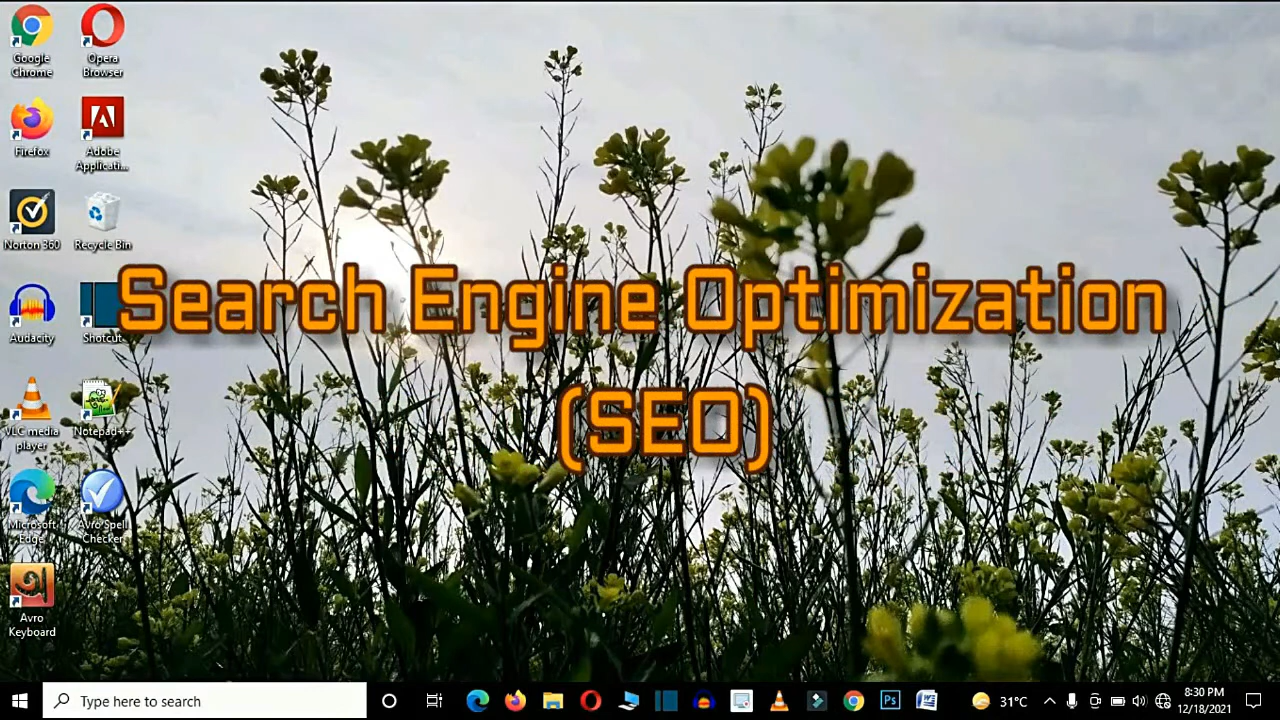 Google
Chrome
Opera
Browser
Firefox
Adobe
Applicati...
Norton 360
Recycle Bin
Search Engine Optimization
(SEO)
Audacity
Shotcut
VLC media
player
Notepad++
Microsoft
Edge
Avro Spell
Checker
Avro
Keyboard
Type here to search
Ps
31°C
8:30 PM
12/18/2021